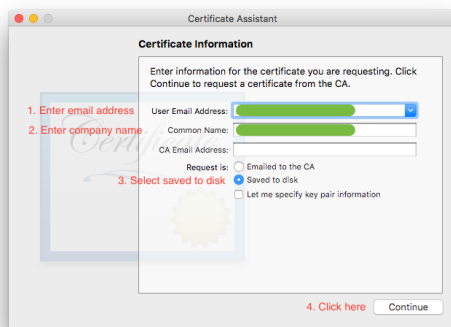 Certificate Assistant
Certificate Information
Enter information for the certificate you are requesting. Click
Continue to request a certificate from the CA.
1. Enter email address User Email Address:
2. Enter company name Common Name:
Certificate
CA Email Address:
Request is: Emailed to the CA
3. Select saved to disk Saved to disk
Let me specify key pair information
4. Click here Continue